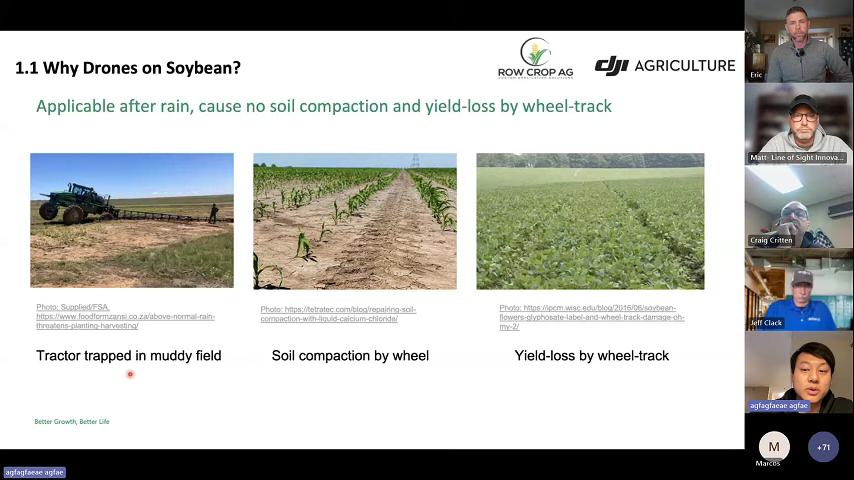 1.1 Why Drones on Soybean?
ROW CROP AG
dji AGRICULTURE
Applicable after rain, cause no soil compaction and yield-loss by wheel-track
Photo: Supplied/FSA,
https://www.foodformzansi.co.za/above-normal-rain-
threatens-planting-harvesting/
Photo: https://tetratec.com/blog/repairing-soil-
compaction-with-liquid-calcium-chloride/
Photo: https://ipcm.wisc.edu/blog/2016/06/soybean-
flowers-glyphosate-label-and-wheel-track-damage-oh-
my-2/
Tractor trapped in muddy field
Soil compaction by wheel
Yield-loss by wheel-track
Better Growth, Better Life
agfagfaeae agfae
Eric
Matt- Line of Sight Innova...
Craig Critten
Jeff Clack
agfagfaeae agfae
M
Marcos
+71